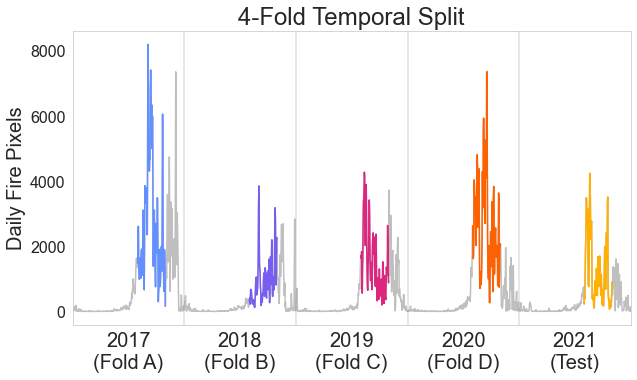 4-Fold Temporal Split
Daily Fire Pixels
8000
6000
4000
2000
0
2017 2018 2019 2020 2021
(Fold A) (Fold B) (Fold C) (Fold D) (Test)